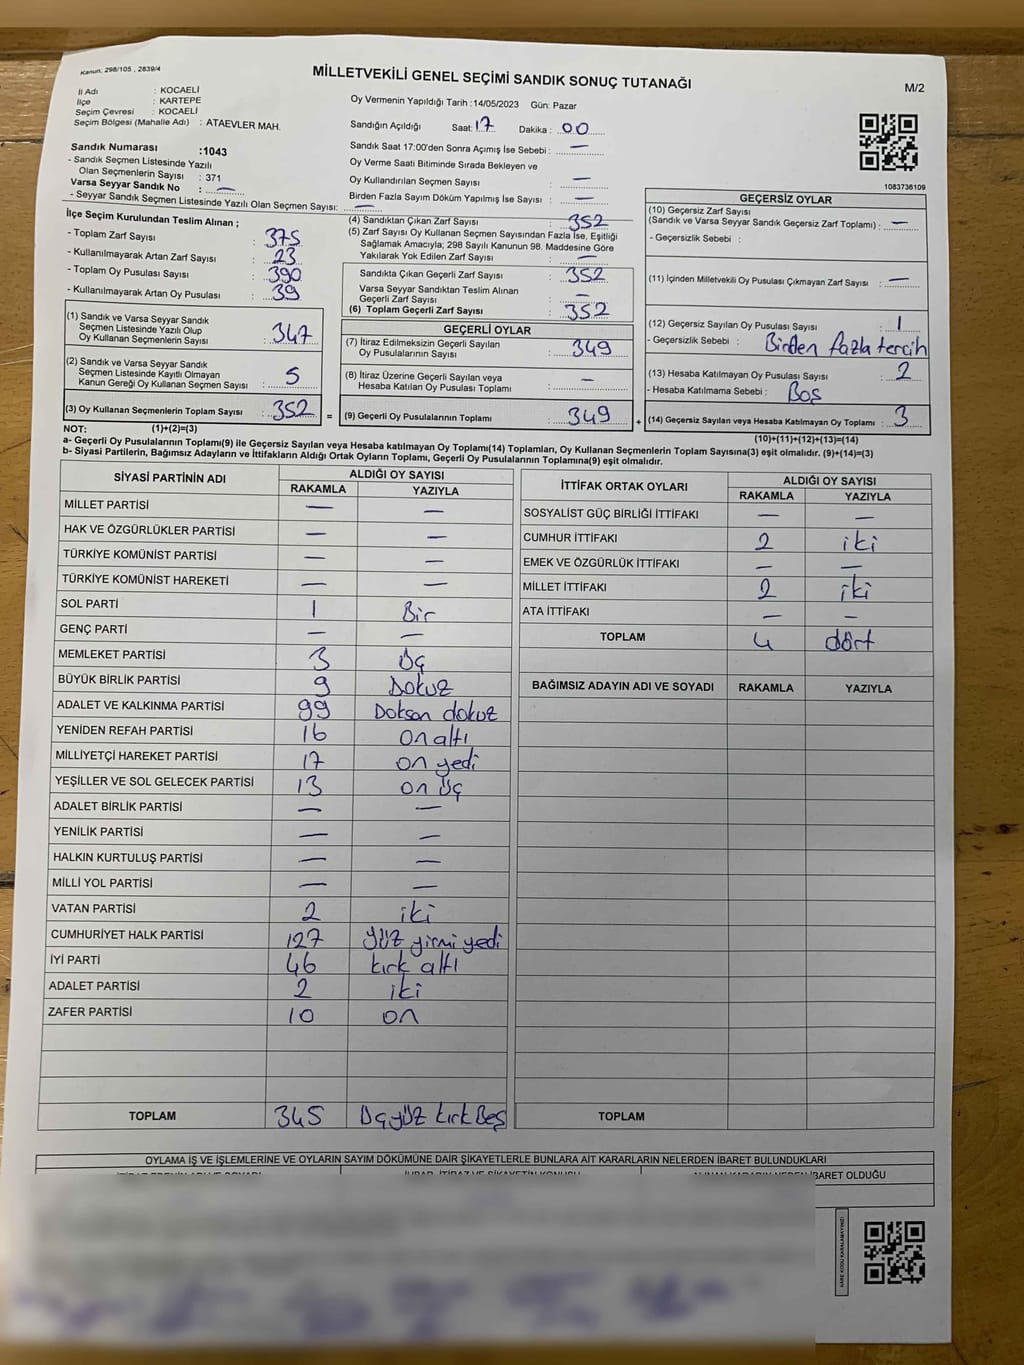 Kanun, 298/105 , 2839/4
MİLLETVEKİLİ GENEL SEÇİMİ SANDIK SONUÇ TUTANAĞI
M/2
İl Adı : KOCAELİ
İlçe : KARTEPE
Seçim Çevresi : KOCAELİ
Seçim Bölgesi (Mahalle Adı) : ATAEVLER MAH.
Sandık Numarası :1043
- Sandık Seçmen Listesinde Yazılı
Olan Seçmenlerin Sayısı : 371
Varsa Seyyar Sandık No : —
- Seyyar Sandık Seçmen Listesinde Yazılı Olan Seçmen Sayısı: —
İlçe Seçim Kurulundan Teslim Alınan ;
- Toplam Zarf Sayısı : 375
- Kullanılmayarak Artan Zarf Sayısı : 23
- Toplam Oy Pusulası Sayısı : 390
- Kullanılmayarak Artan Oy Pusulası : 39
(1) Sandık ve Varsa Seyyar Sandık
Seçmen Listesinde Yazılı Olup
Oy Kullanan Seçmenlerin Sayısı : 347
(2) Sandık ve Varsa Seyyar Sandık
Seçmen Listesinde Kayıtlı Olmayan
Kanun Gereği Oy Kullanan Seçmen Sayısı : 5
(3) Oy Kullanan Seçmenlerin Toplam Sayısı : 352 =
Oy Vermenin Yapıldığı Tarih :14/05/2023 Gün: Pazar
Sandığın Açıldığı Saat: 17 Dakika : 00
Sandık Saat 17:00'den Sonra Açımış İse Sebebi : —
Oy Verme Saati Bitiminde Sırada Bekleyen ve
Oy Kullandırılan Seçmen Sayısı : —
Birden Fazla Sayım Döküm Yapılmış İse Sayısı : —
(4) Sandıktan Çıkan Zarf Sayısı : 352
(5) Zarf Sayısı Oy Kullanan Seçmen Sayısından Fazla İse, Eşitliği
Sağlamak Amacıyla; 298 Sayılı Kanunun 98. Maddesine Göre
Yakılarak Yok Edilen Zarf Sayısı : —
Sandıkta Çıkan Geçerli Zarf Sayısı : 352
Varsa Seyyar Sandıktan Teslim Alınan
Geçerli Zarf Sayısı : —
(6) Toplam Geçerli Zarf Sayısı : 352
GEÇERLİ OYLAR
(7) İtiraz Edilmeksizin Geçerli Sayılan
Oy Pusulalarının Sayısı : 349
(8) İtiraz Üzerine Geçerli Sayılan veya
Hesaba Katılan Oy Pusulası Toplamı : —
(9) Geçerli Oy Pusulalarının Toplamı : 349 +
1083736109
GEÇERSİZ OYLAR
(10) Geçersiz Zarf Sayısı
(Sandık ve Varsa Seyyar Sandık Geçersiz Zarf Toplamı) : —
- Geçersizlik Sebebi :
(11) İçinden Milletvekili Oy Pusulası Çıkmayan Zarf Sayısı : —
(12) Geçersiz Sayılan Oy Pusulası Sayısı : 1
- Geçersizlik Sebebi : Birden fazla tercih
(13) Hesaba Katılmayan Oy Pusulası Sayısı : 2
- Hesaba Katılmama Sebebi : Boş
(14) Geçersiz Sayılan veya Hesaba Katılmayan Oy Toplamı : 3
NOT: (1)+(2)=(3) (10)+(11)+(12)+(13)=(14)
a- Geçerli Oy Pusulalarının Toplamı(9) ile Geçersiz Sayılan veya Hesaba katılmayan Oy Toplamı(14) Toplamları, Oy Kullanan Seçmenlerin Toplam Sayısına(3) eşit olmalıdır. (9)+(14)=(3)
b- Siyasi Partilerin, Bağımsız Adayların ve İttifakların Aldığı Ortak Oyların Toplamı, Geçerli Oy Pusulalarının Toplamına(9) eşit olmalıdır.
SİYASİ PARTİNİN ADI ALDIĞI OY SAYISI
RAKAMLA YAZIYLA
MİLLET PARTİSİ — —
HAK VE ÖZGÜRLÜKLER PARTİSİ — —
TÜRKİYE KOMÜNİST PARTİSİ — —
TÜRKİYE KOMÜNİST HAREKETİ — —
SOL PARTİ 1 Bir
GENÇ PARTİ — —
MEMLEKET PARTİSİ 3 Üç
BÜYÜK BİRLİK PARTİSİ 9 Dokuz
ADALET VE KALKINMA PARTİSİ 99 Doksan dokuz
YENİDEN REFAH PARTİSİ 16 on altı
MİLLİYETÇİ HAREKET PARTİSİ 17 on yedi
YEŞİLLER VE SOL GELECEK PARTİSİ 13 on üç
ADALET BİRLİK PARTİSİ — —
YENİLİK PARTİSİ — —
HALKIN KURTULUŞ PARTİSİ — —
MİLLİ YOL PARTİSİ — —
VATAN PARTİSİ 2 iki
CUMHURİYET HALK PARTİSİ 127 yüz yirmi yedi
İYİ PARTİ 46 kırk altı
ADALET PARTİSİ 2 iki
ZAFER PARTİSİ 10 on
TOPLAM 345 Üçyüz kırk Beş
İTTİFAK ORTAK OYLARI ALDIĞI OY SAYISI
RAKAMLA YAZIYLA
SOSYALİST GÜÇ BİRLİĞİ İTTİFAKI — —
CUMHUR İTTİFAKI 2 iki
EMEK VE ÖZGÜRLÜK İTTİFAKI — —
MİLLET İTTİFAKI 2 iki
ATA İTTİFAKI — —
TOPLAM 4 dört
BAĞIMSIZ ADAYIN ADI VE SOYADI RAKAMLA YAZIYLA
TOPLAM
OYLAMA İŞ VE İŞLEMLERİNE VE OYLARIN SAYIM DÖKÜMÜNE DAİR ŞİKAYETLERLE BUNLARA AİT KARARLARIN NELERDEN İBARET BULUNDUKLARI
İBARET OLDUĞU
KARE KODU KARALAMAYINIZ!